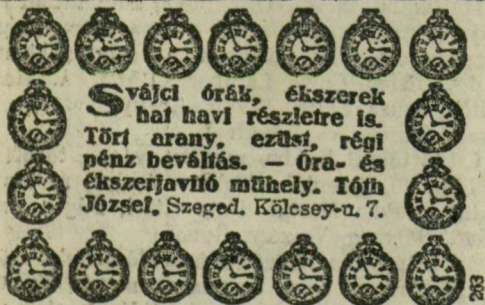 Svájci órák, ékszerek
hat havi részletre is.
Tört arany, ezüst, régi
pénz beváltás. — Óra- és
ékszerjavító műhely. Tóth
József, Szeged, Kölcsey-u. 7.
263